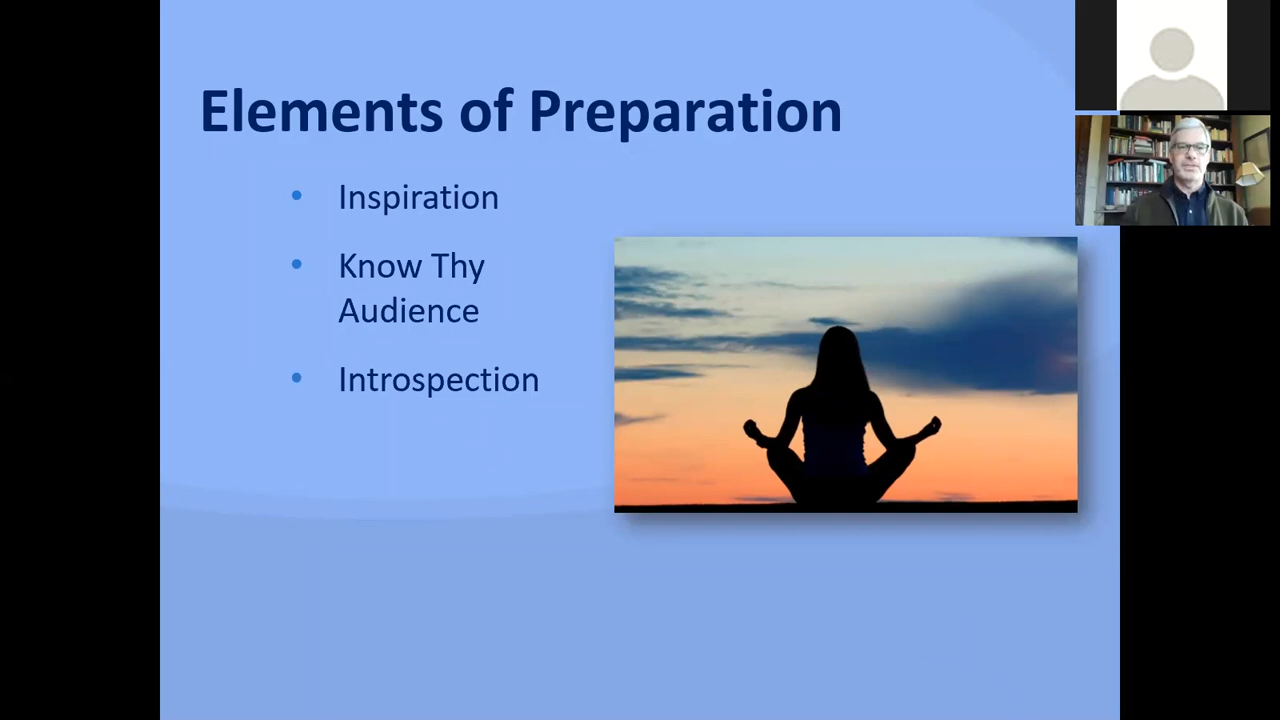 Elements of Preparation
• Inspiration
• Know Thy
Audience
• Introspection